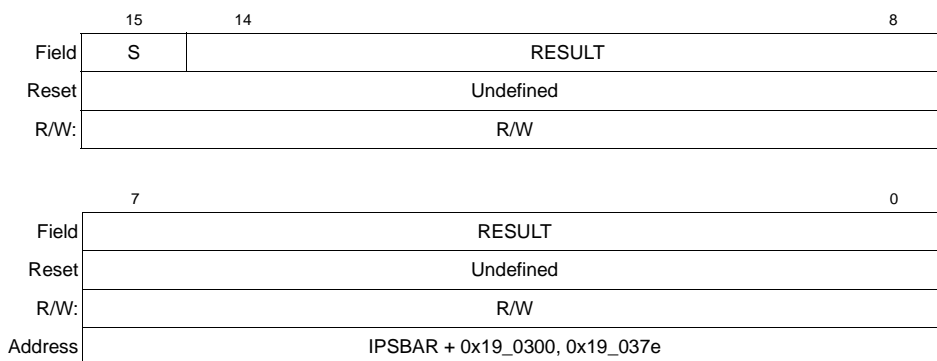 15 14 8
Field S RESULT
Reset Undefined
R/W: R/W
7 0
Field RESULT
Reset Undefined
R/W: R/W
Address IPSBAR + 0x19_0300, 0x19_037e